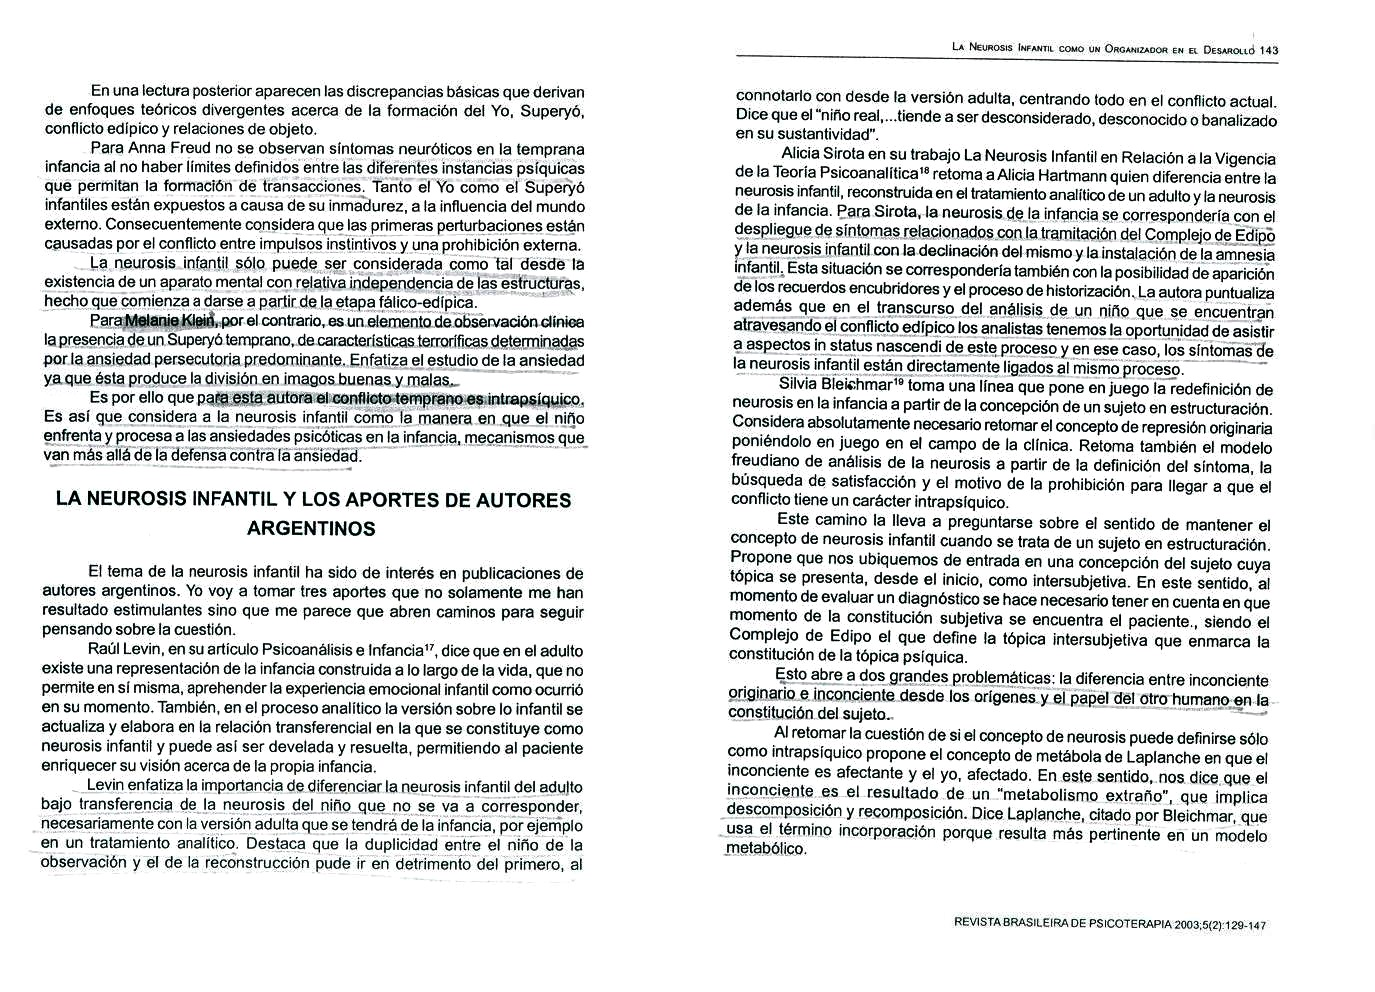 En una lectura posterior aparecen las discrepancias básicas que derivan
de enfoques teóricos divergentes acerca de la formación del Yo, Superyó,
conflicto edípico y relaciones de objeto.
Para Anna Freud no se observan síntomas neuróticos en la temprana
infancia al no haber límites definidos entre las diferentes instancias psíquicas
que permitan la formación de transacciones. Tanto el Yo como el Superyó
infantiles están expuestos a causa de su inmadurez, a la influencia del mundo
externo. Consecuentemente considera que las primeras perturbaciones están
causadas por el conflicto entre impulsos instintivos y una prohibición externa.
La neurosis infantil sólo puede ser considerada como tal desde la
existencia de un aparato mental con relativa independencia de las estructuras,
hecho que comienza a darse a partir de la etapa fálico-edípica.
Para Melanie Klein, por el contrario, es un elemento de observación clínica
la presencia de un Superyó temprano, de características terroríficas determinadas
por la ansiedad persecutoria predominante. Enfatiza el estudio de la ansiedad
ya que ésta produce la división en imagos buenas y malas.
Es por ello que para esta autora el conflicto temprano es intrapsíquico.
Es así que considera a la neurosis infantil como la manera en que el niño
enfrenta y procesa a las ansiedades psicóticas en la infancia, mecanismos que
van más allá de la defensa contra la ansiedad.
LA NEUROSIS INFANTIL Y LOS APORTES DE AUTORES
ARGENTINOS
El tema de la neurosis infantil ha sido de interés en publicaciones de
autores argentinos. Yo voy a tomar tres aportes que no solamente me han
resultado estimulantes sino que me parece que abren caminos para seguir
pensando sobre la cuestión.
Raúl Levin, en su articulo Psicoanálisis e Infancia¹⁷, dice que en el adulto
existe una representación de la infancia construida a lo largo de la vida, que no
permite en sí misma, aprehender la experiencia emocional infantil como ocurrió
en su momento. También, en el proceso analítico la versión sobre lo infantil se
actualiza y elabora en la relación transferencial en la que se constituye como
neurosis infantil y puede así ser develada y resuelta, permitiendo al paciente
enriquecer su visión acerca de la propia infancia.
Levin enfatiza la importancia de diferenciar la neurosis infantil del adulto
bajo transferencia de la neurosis del niño que no se va a corresponder,
necesariamente con la versión adulta que se tendrá de la infancia, por ejemplo
en un tratamiento analítico. Destaca que la duplicidad entre el niño de la
observación y el de la reconstrucción pude ir en detrimento del primero, al
LA NEUROSIS INFANTIL COMO UN ORGANIZADOR EN EL DESAROLLO 143
connotarlo con desde la versión adulta, centrando todo en el conflicto actual.
Dice que el “niño real,...tiende a ser desconsiderado, desconocido o banalizado
en su sustantividad”.
Alicia Sirota en su trabajo La Neurosis Infantil en Relación a la Vigencia
de la Teoría Psicoanalítica¹⁸ retoma a Alicia Hartmann quien diferencia entre la
neurosis infantil, reconstruida en el tratamiento analítico de un adulto y la neurosis
de la infancia. Para Sirota, la neurosis de la infancia se correspondería con el
despliegue de síntomas relacionados con la tramitación del Complejo de Edipo
y la neurosis infantil con la declinación del mismo y la instalación de la amnesia
infantil. Esta situación se correspondería también con la posibilidad de aparición
de los recuerdos encubridores y el proceso de historización. La autora puntualiza
además que en el transcurso del análisis de un niño que se encuentran
atravesando el conflicto edípico los analistas tenemos la oportunidad de asistir
a aspectos in status nascendi de este proceso y en ese caso, los síntomas de
la neurosis infantil están directamente ligados al mismo proceso.
Silvia Bleichmar¹⁹ toma una línea que pone en juego la redefinición de
neurosis en la infancia a partir de la concepción de un sujeto en estructuración.
Considera absolutamente necesario retomar el concepto de represión originaria
poniéndolo en juego en el campo de la clínica. Retoma también el modelo
freudiano de análisis de la neurosis a partir de la definición del síntoma, la
búsqueda de satisfacción y el motivo de la prohibición para llegar a que el
conflicto tiene un carácter intrapsíquico.
Este camino la lleva a preguntarse sobre el sentido de mantener el
concepto de neurosis infantil cuando se trata de un sujeto en estructuración.
Propone que nos ubiquemos de entrada en una concepción del sujeto cuya
tópica se presenta, desde el inicio, como intersubjetiva. En este sentido, al
momento de evaluar un diagnóstico se hace necesario tener en cuenta en que
momento de la constitución subjetiva se encuentra el paciente., siendo el
Complejo de Edipo el que define la tópica intersubjetiva que enmarca la
constitución de la tópica psíquica.
Esto abre a dos grandes problemáticas: la diferencia entre inconciente
originario e inconciente desde los orígenes y el papel del otro humano en la
constitución del sujeto.
Al retomar la cuestión de si el concepto de neurosis puede definirse sólo
como intrapsíquico propone el concepto de metábola de Laplanche en que el
inconciente es afectante y el yo, afectado. En este sentido, nos dice que el
inconciente es el resultado de un “metabolismo extraño”, que implica
descomposición y recomposición. Dice Laplanche, citado por Bleichmar, que
usa el término incorporación porque resulta más pertinente en un modelo
metabólico.
REVISTA BRASILEIRA DE PSICOTERAPIA 2003;5(2):129-147